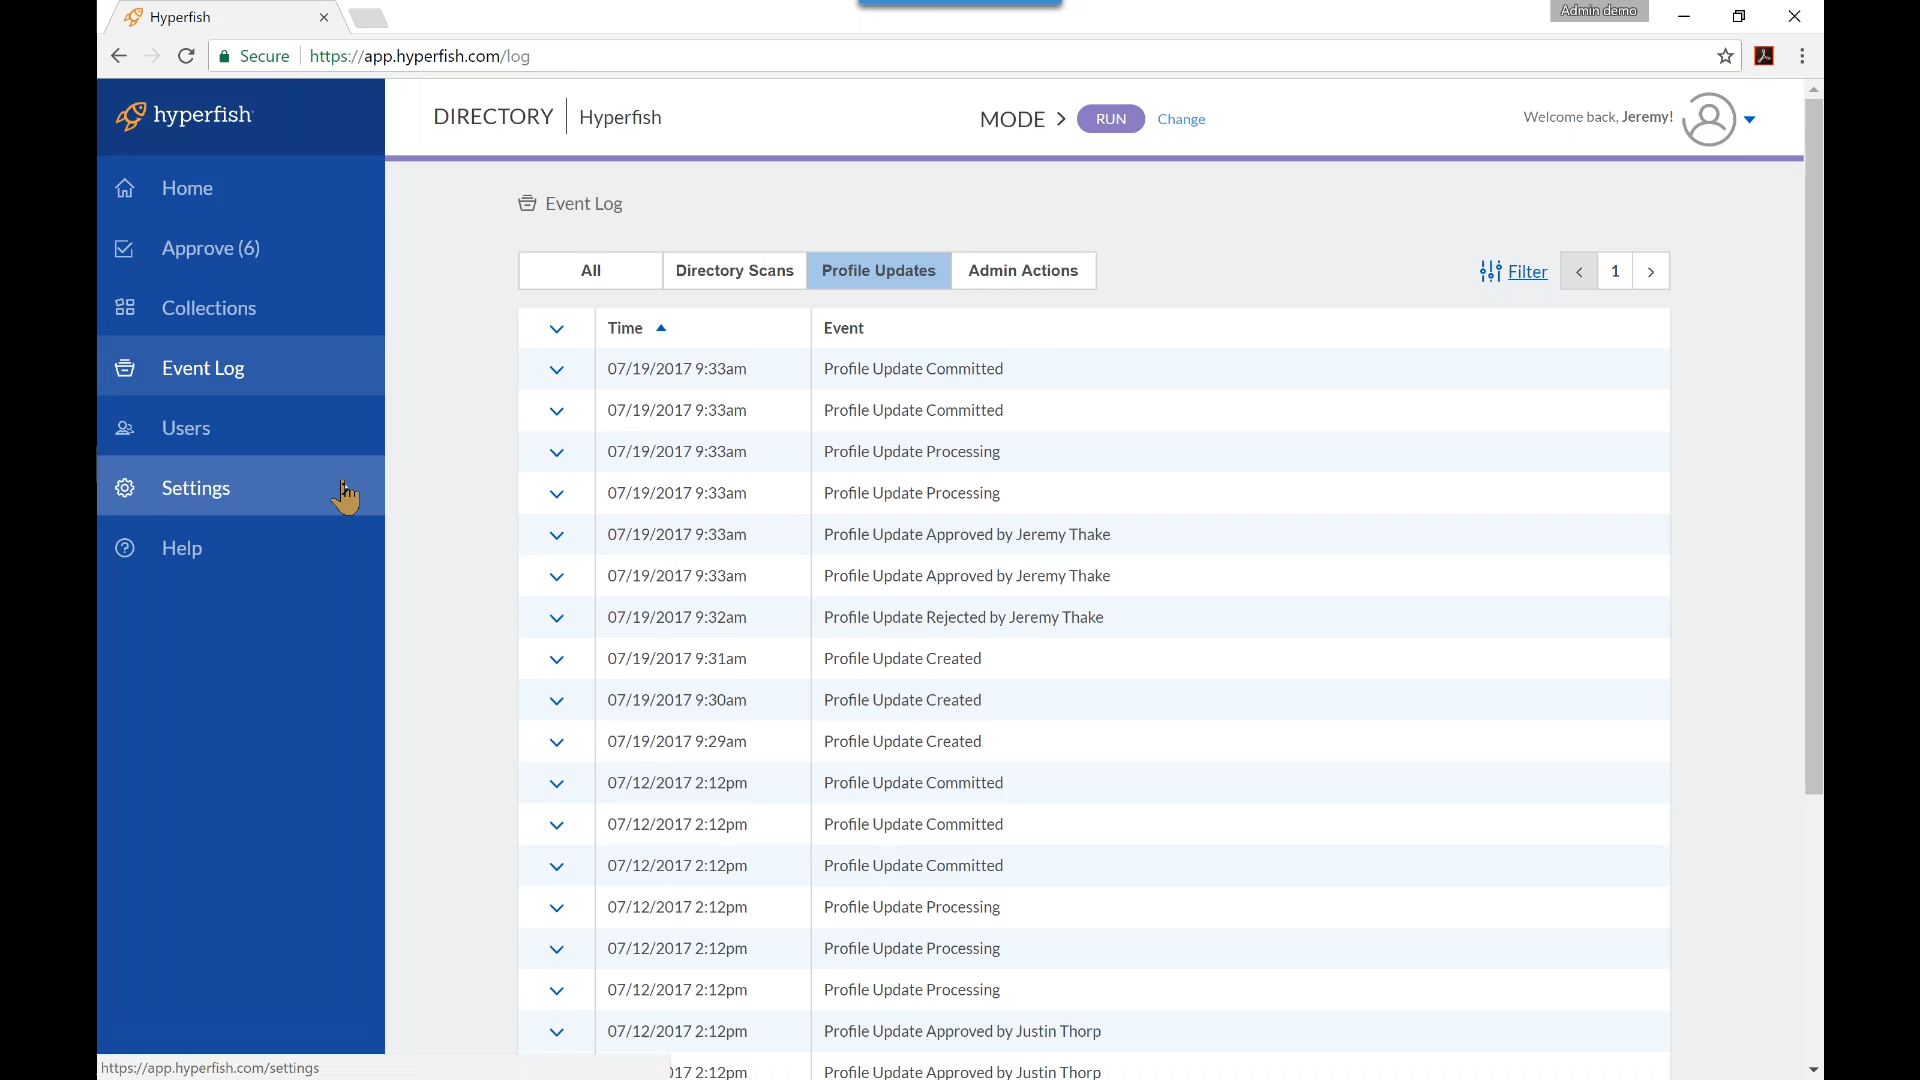 Hyperfish
Admin demo
Secure
https://app.hyperfish.com/log
hyperfish
DIRECTORY
Hyperfish
MODE
RUN
Change
Welcome back, Jeremy!
Home
Approve (6)
Collections
Event Log
Users
Settings
Help
Event Log
All
Directory Scans
Profile Updates
Admin Actions
Filter
1
Time Event
07/19/2017 9:33am Profile Update Committed
07/19/2017 9:33am Profile Update Committed
07/19/2017 9:33am Profile Update Processing
07/19/2017 9:33am Profile Update Processing
07/19/2017 9:33am Profile Update Approved by Jeremy Thake
07/19/2017 9:33am Profile Update Approved by Jeremy Thake
07/19/2017 9:32am Profile Update Rejected by Jeremy Thake
07/19/2017 9:31am Profile Update Created
07/19/2017 9:30am Profile Update Created
07/19/2017 9:29am Profile Update Created
07/12/2017 2:12pm Profile Update Committed
07/12/2017 2:12pm Profile Update Committed
07/12/2017 2:12pm Profile Update Committed
07/12/2017 2:12pm Profile Update Processing
07/12/2017 2:12pm Profile Update Processing
07/12/2017 2:12pm Profile Update Processing
07/12/2017 2:12pm Profile Update Approved by Justin Thorp
017 2:12pm Profile Update Approved by Justin Thorp
https://app.hyperfish.com/settings